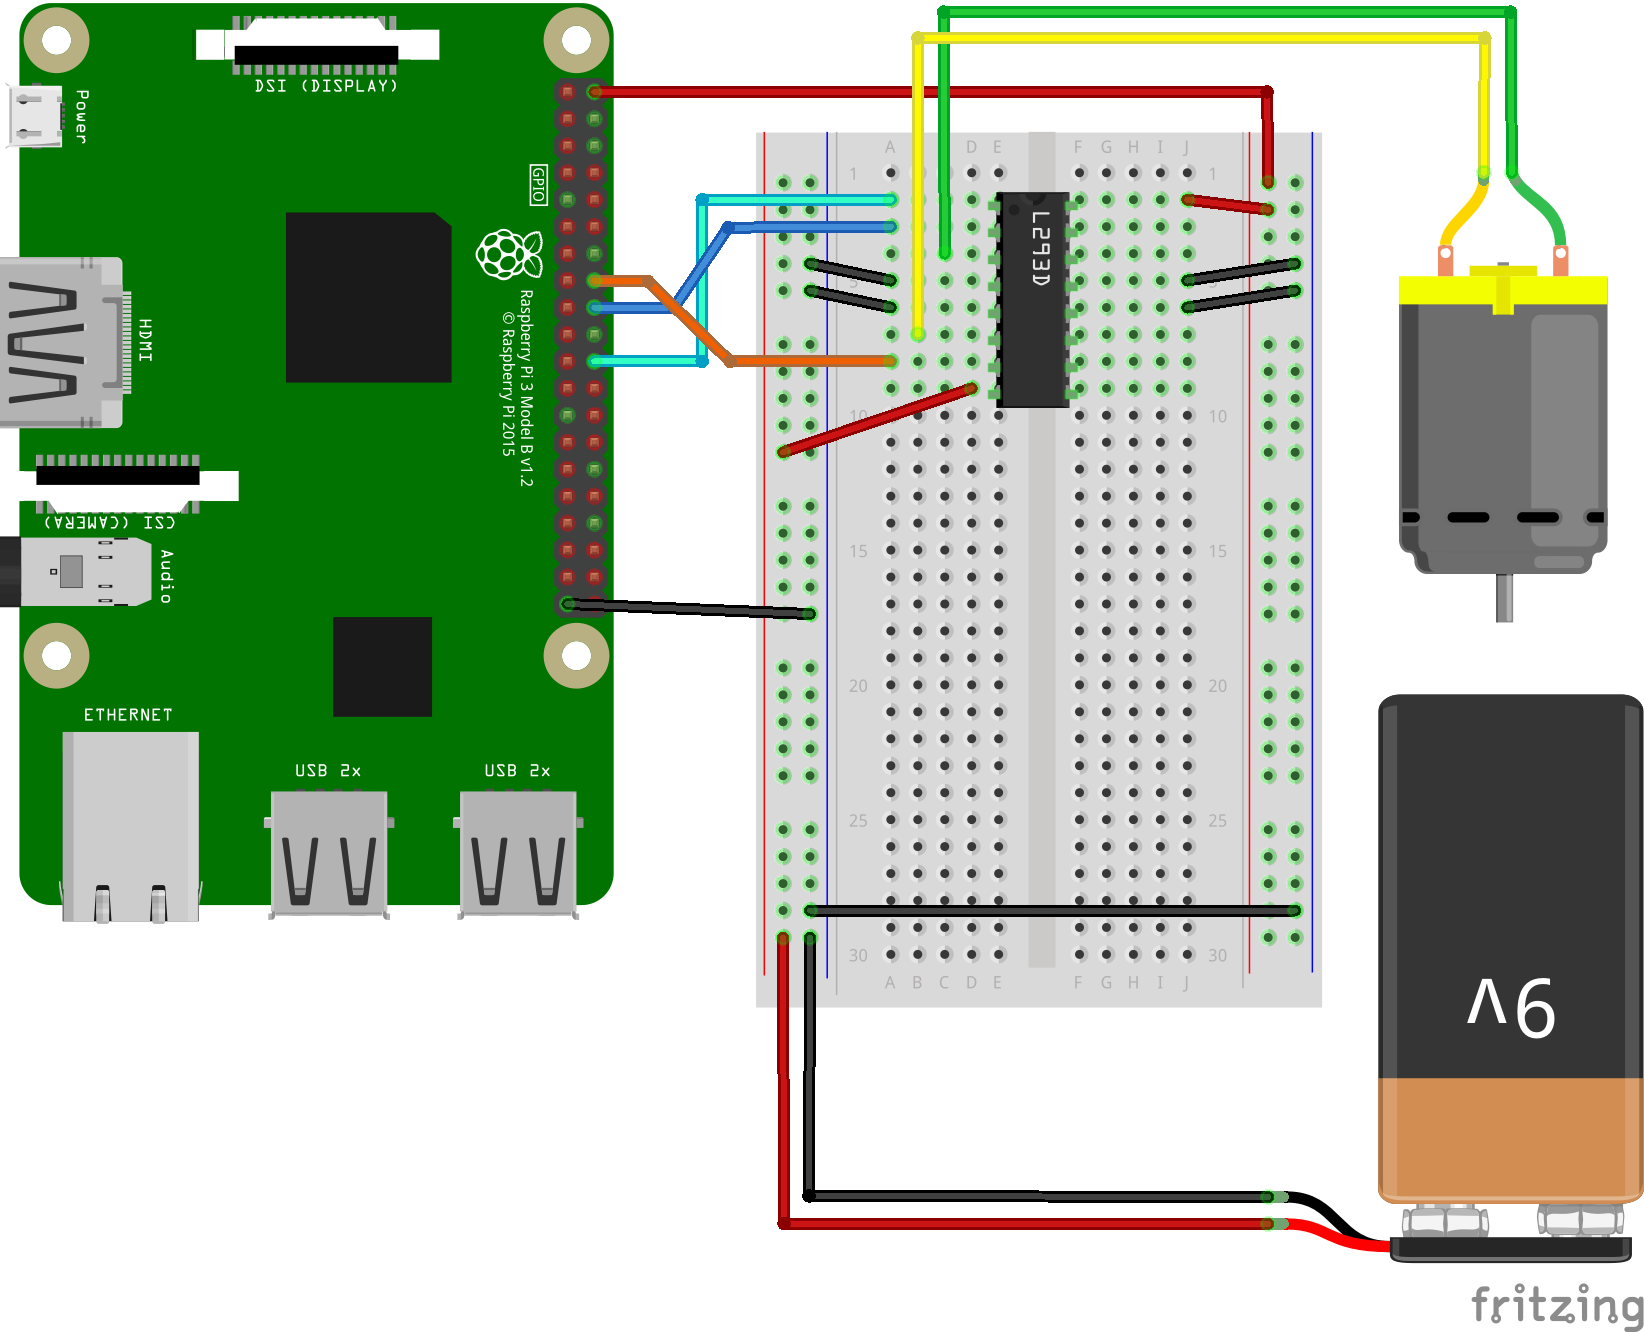 DSI (DISPLAY)
Power
GPIO
HDMI
Raspberry Pi 3 Model B v1.2
© Raspberry Pi 2015
CSI (CAMERA)
Audio
ETHERNET
USB 2x
USB 2x
A D E F G H I J
1 1
L293D
5
10 10
15 15
20 20
25 25
30 30
A B C D E F G H I J
9V
fritzing